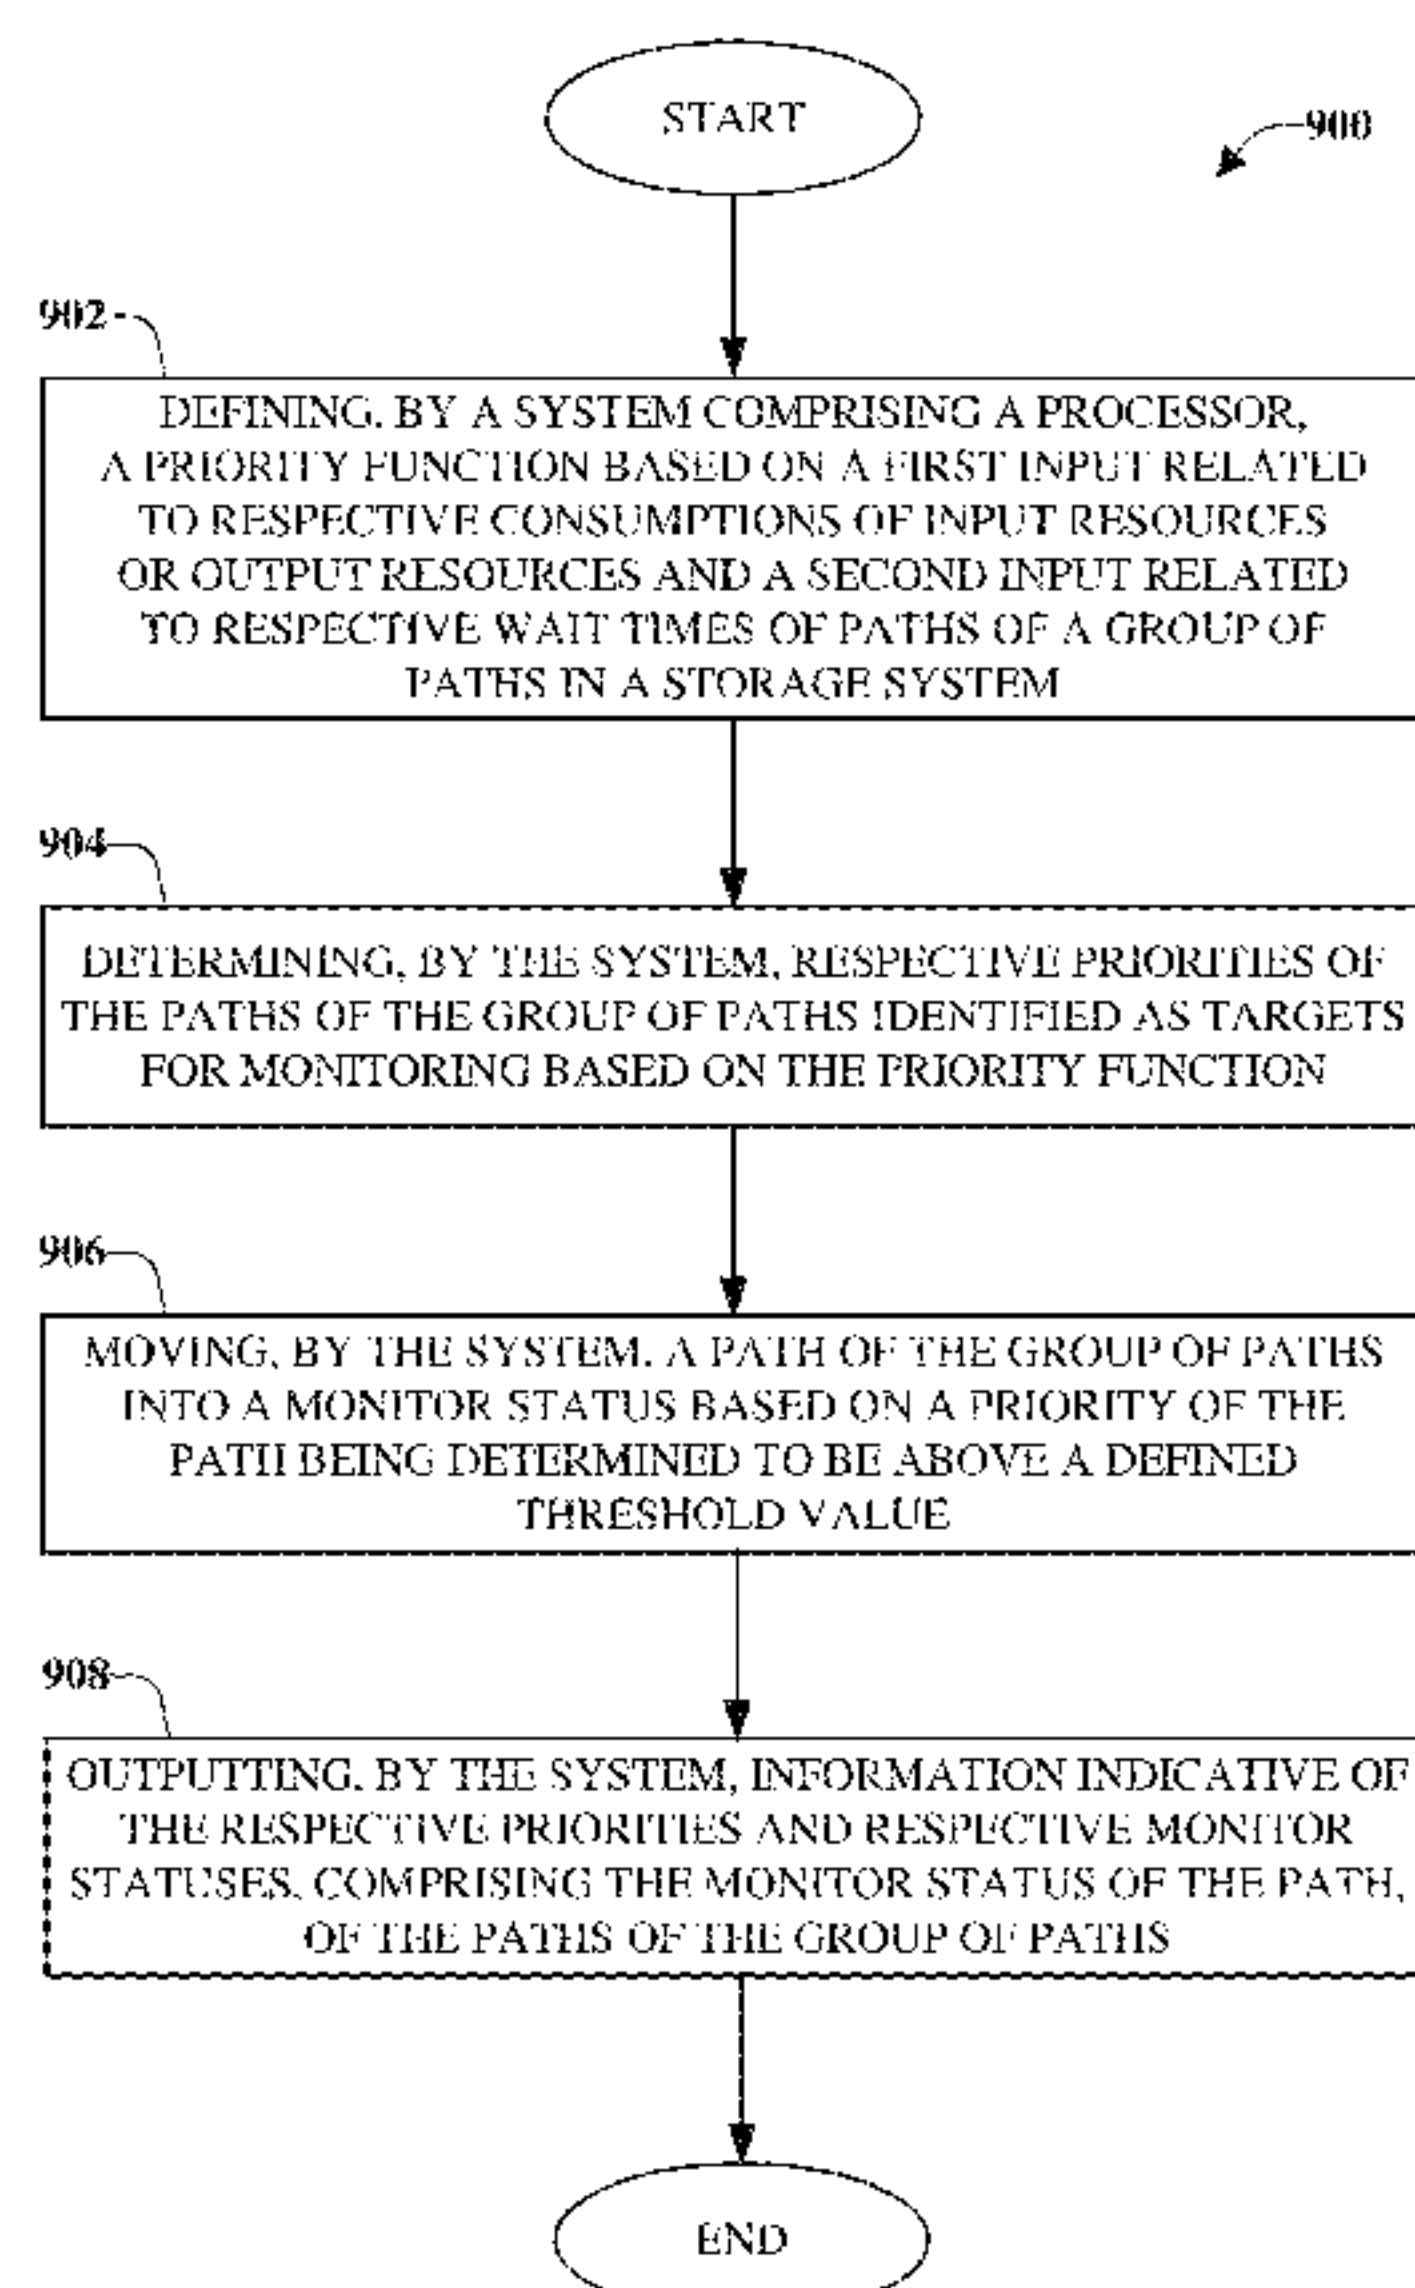 START
900
902
DEFINING, BY A SYSTEM COMPRISING A PROCESSOR,
A PRIORITY FUNCTION BASED ON A FIRST INPUT RELATED
TO RESPECTIVE CONSUMPTIONS OF INPUT RESOURCES
OR OUTPUT RESOURCES AND A SECOND INPUT RELATED
TO RESPECTIVE WAIT TIMES OF PATHS OF A GROUP OF
PATHS IN A STORAGE SYSTEM
904
DETERMINING, BY THE SYSTEM, RESPECTIVE PRIORITIES OF
THE PATHS OF THE GROUP OF PATHS IDENTIFIED AS TARGETS
FOR MONITORING BASED ON THE PRIORITY FUNCTION
906
MOVING, BY THE SYSTEM, A PATH OF THE GROUP OF PATHS
INTO A MONITOR STATUS BASED ON A PRIORITY OF THE
PATH BEING DETERMINED TO BE ABOVE A DEFINED
THRESHOLD VALUE
908
OUTPUTTING, BY THE SYSTEM, INFORMATION INDICATIVE OF
THE RESPECTIVE PRIORITIES AND RESPECTIVE MONITOR
STATUSES, COMPRISING THE MONITOR STATUS OF THE PATH,
OF THE PATHS OF THE GROUP OF PATHS
END